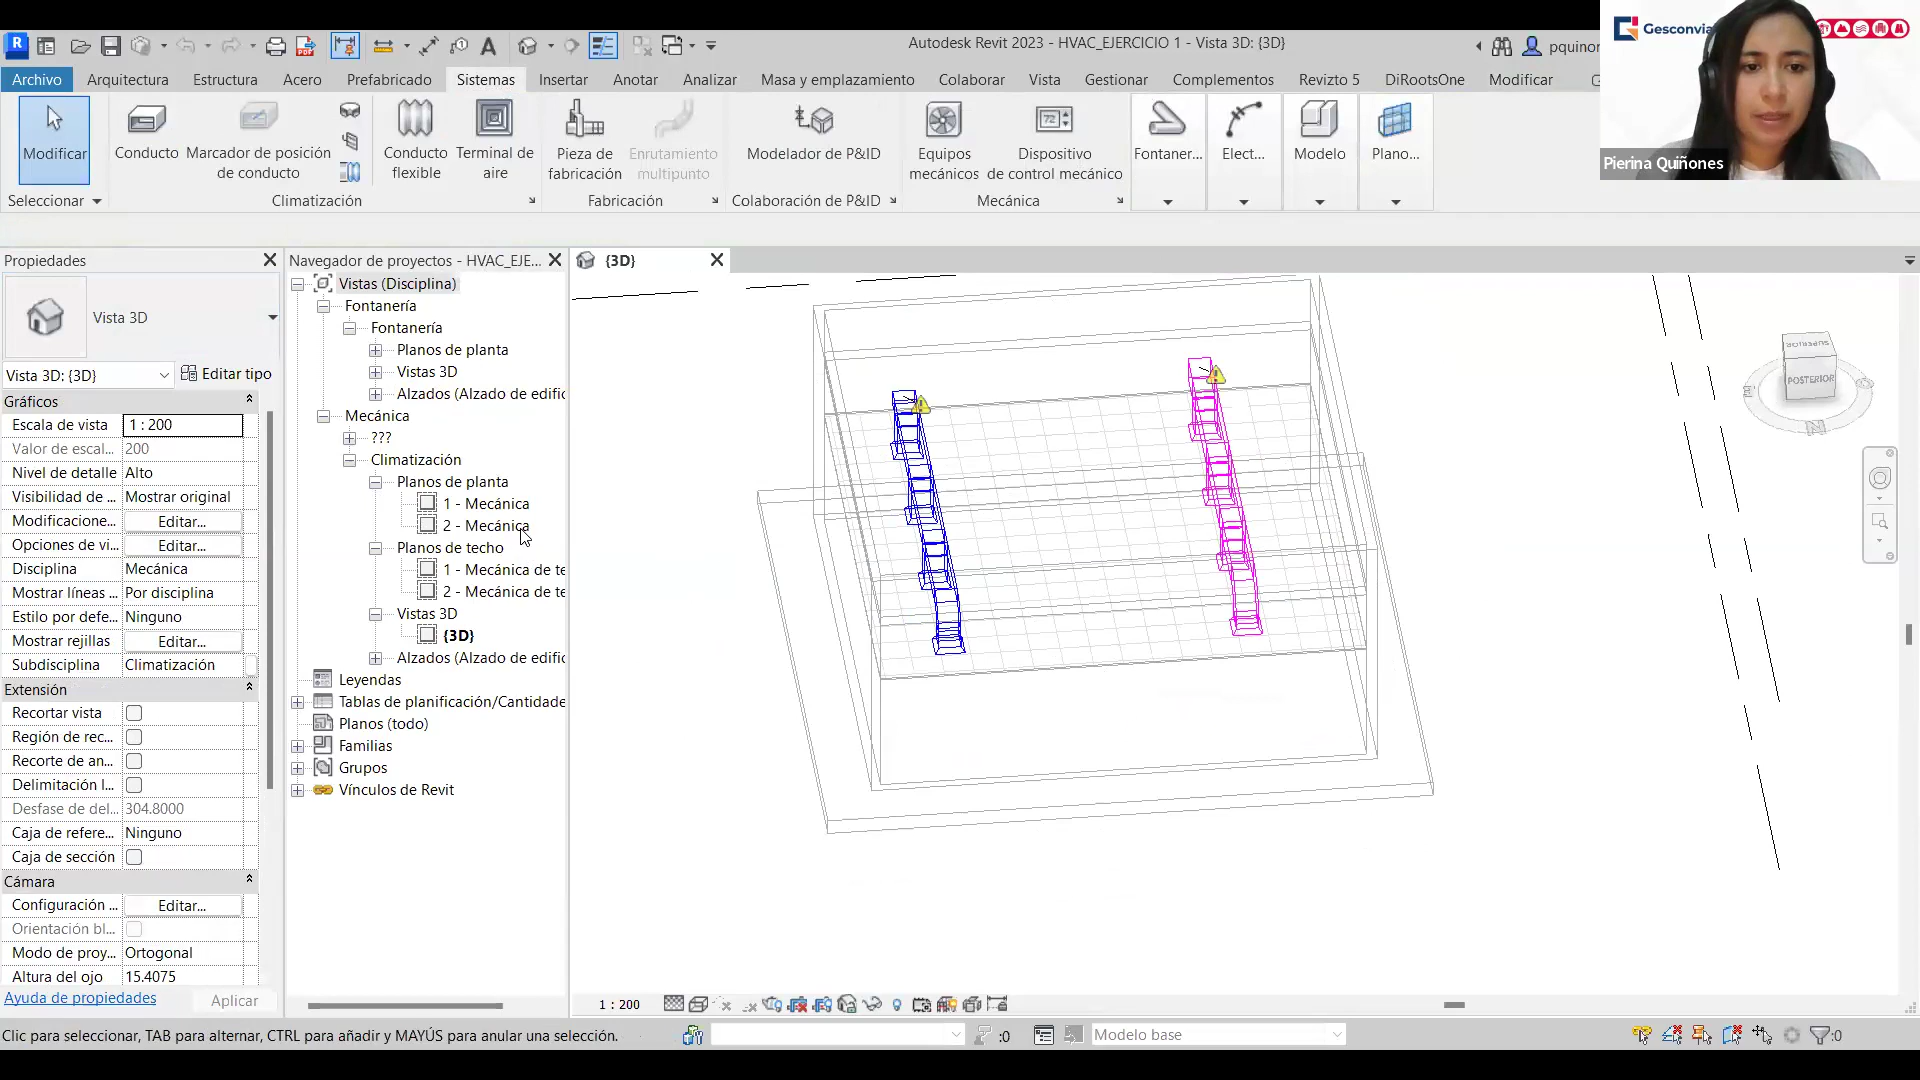 Autodesk Revit 2023 - HVAC_EJERCICIO 1 - Vista 3D: {3D}
pquinor
Gesconvia
Archivo Arquitectura Estructura Acero Prefabricado Sistemas Insertar Anotar Analizar Masa y emplazamiento Colaborar Vista Gestionar Complementos Revizto 5 DiRootsOne Modificar
Modificar
Conducto
Marcador de posición
de conducto
Conducto
flexible
Terminal de
aire
Pieza de
fabricación
Enrutamiento
multipunto
Modelador de P&ID
Equipos
mecánicos
Dispositivo
de control mecánico
Fontaner...
Elect...
Modelo
Plano...
Pierina Quiñones
Seleccionar
Climatización
Fabricación
Colaboración de P&ID
Mecánica
Propiedades
Vista 3D
Vista 3D: {3D}
Editar tipo
Gráficos
Escala de vista 1 : 200
Valor de escal... 200
Nivel de detalle Alto
Visibilidad de ... Mostrar original
Modificacione... Editar...
Opciones de vi... Editar...
Disciplina Mecánica
Mostrar líneas ... Por disciplina
Estilo por defe... Ninguno
Mostrar rejillas Editar...
Subdisciplina Climatización
Extensión
Recortar vista
Región de rec...
Recorte de an...
Delimitación l...
Desfase de del... 304.8000
Caja de refere... Ninguno
Caja de sección
Cámara
Configuración ... Editar...
Orientación bl...
Modo de proy... Ortogonal
Altura del ojo 15.4075
Ayuda de propiedades
Aplicar
Navegador de proyectos - HVAC_EJE...
Vistas (Disciplina)
Fontanería
Fontanería
Planos de planta
Vistas 3D
Alzados (Alzado de edific
Mecánica
???
Climatización
Planos de planta
1 - Mecánica
2 - Mecánica
Planos de techo
1 - Mecánica de te
2 - Mecánica de te
Vistas 3D
{3D}
Alzados (Alzado de edific
Leyendas
Tablas de planificación/Cantidade
Planos (todo)
Familias
Grupos
Vínculos de Revit
{3D}
SUPERIOR
POSTERIOR
N
1 : 200
Clic para seleccionar, TAB para alternar, CTRL para añadir y MAYÚS para anular una selección.
:0
Modelo base
:0